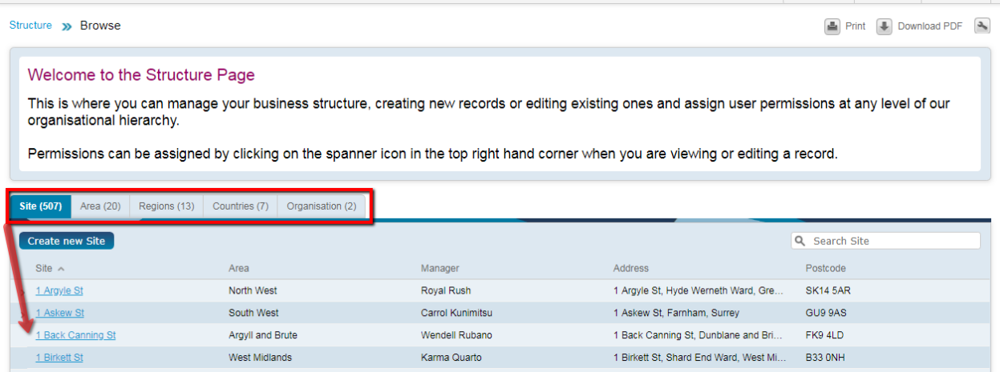 Structure » Browse Print Download PDF
Welcome to the Structure Page
This is where you can manage your business structure, creating new records or editing existing ones and assign user permissions at any level of our
organisational hierarchy.
Permissions can be assigned by clicking on the spanner icon in the top right hand corner when you are viewing or editing a record.
Site (507) Area (20) Regions (13) Countries (7) Organisation (2)
Create new Site Search Site
Site Area Manager Address Postcode
1 Argyle St North West Royal Rush 1 Argyle St, Hyde Werneth Ward, Gre... SK14 5AR
1 Askew St South West Carrol Kunimitsu 1 Askew St, Farnham, Surrey GU9 9AS
1 Back Canning St Argyll and Brute Wendell Rubano 1 Back Canning St, Dunblane and Bri... FK9 4LD
1 Birkett St West Midlands Karma Quarto 1 Birkett St, Shard End Ward, West Mi... B33 0NH